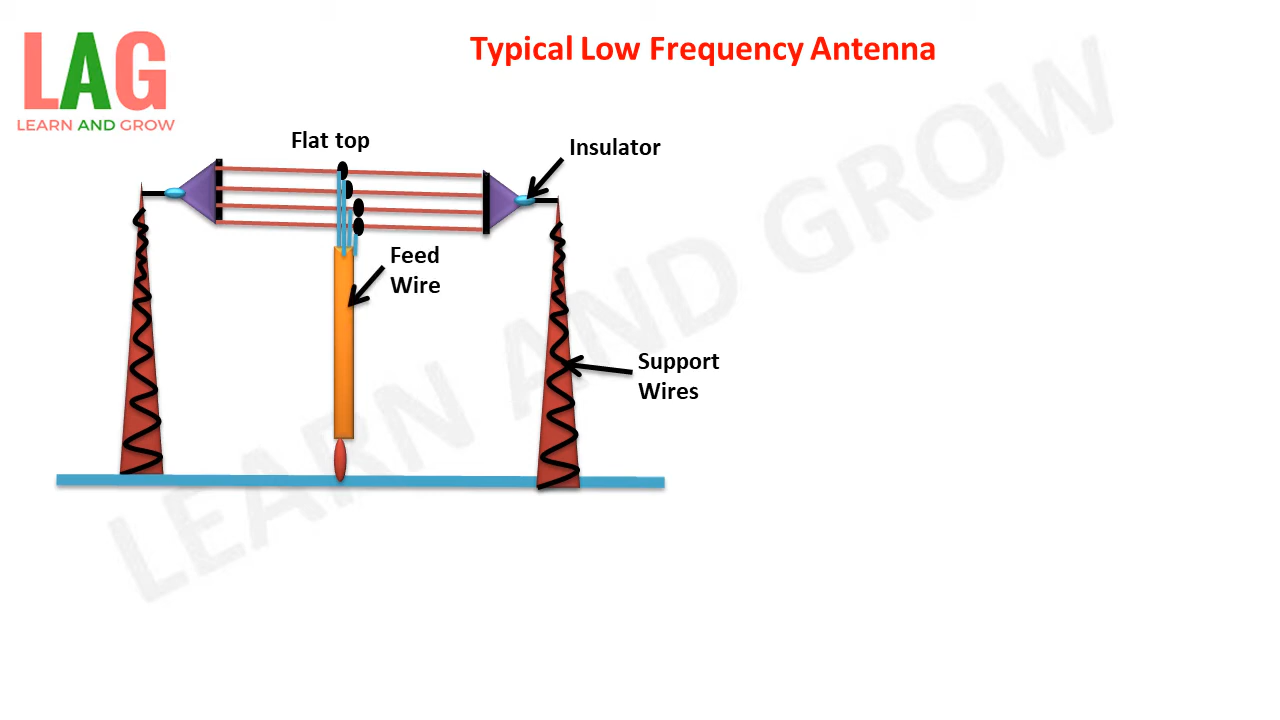 LAG
LEARN AND GROW
Typical Low Frequency Antenna
Flat top
Insulator
Feed
Wire
Support
Wires
LEARN AND GROW